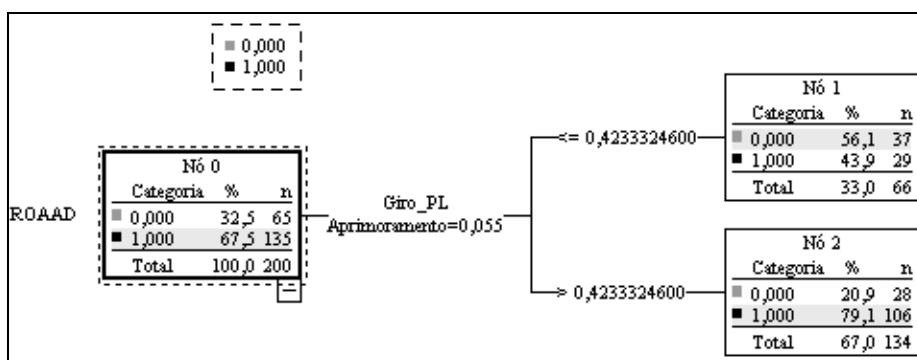 0,000
1,000
ROAAD
Nó 0
Categoria % n
0,000 32,5 65
1,000 67,5 135
Total 100,0 200
Giro_PL
Aprimoramento=0,055
<= 0,4233324600
Nó 1
Categoria % n
0,000 56,1 37
1,000 43,9 29
Total 33,0 66
> 0,4233324600
Nó 2
Categoria % n
0,000 20,9 28
1,000 79,1 106
Total 67,0 134